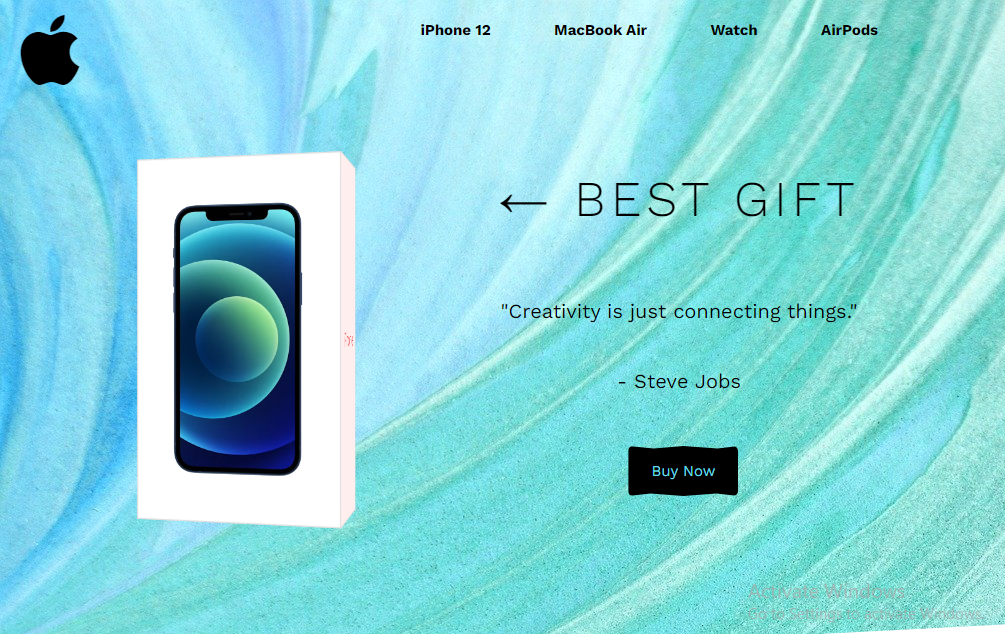 iPhone 12 MacBook Air Watch AirPods
← BEST GIFT
"Creativity is just connecting things."
- Steve Jobs
Buy Now
Activate Windows
Go to Settings to activate Windows.